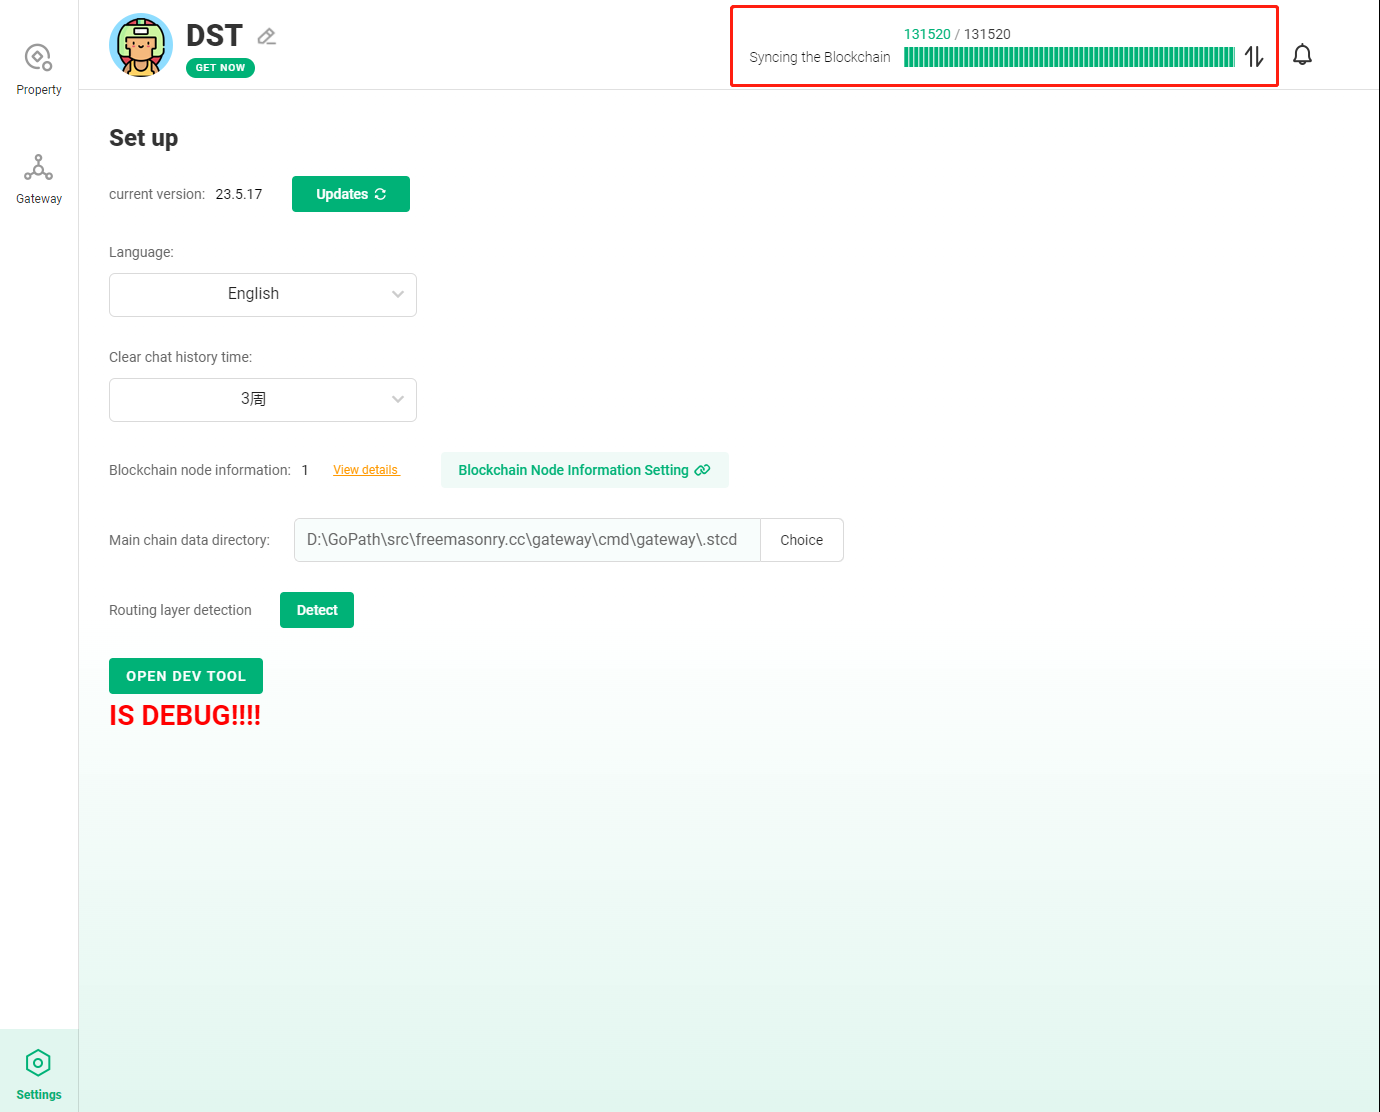 Property
Gateway
Settings
DST
GET NOW
131520 / 131520
Syncing the Blockchain
Set up
current version: 23.5.17 Updates
Language:
English
Clear chat history time:
3周
Blockchain node information: 1 View details Blockchain Node Information Setting
Main chain data directory: D:\GoPath\src\freemasonry.cc\gateway\cmd\gateway\.stcd Choice
Routing layer detection Detect
OPEN DEV TOOL
IS DEBUG!!!!